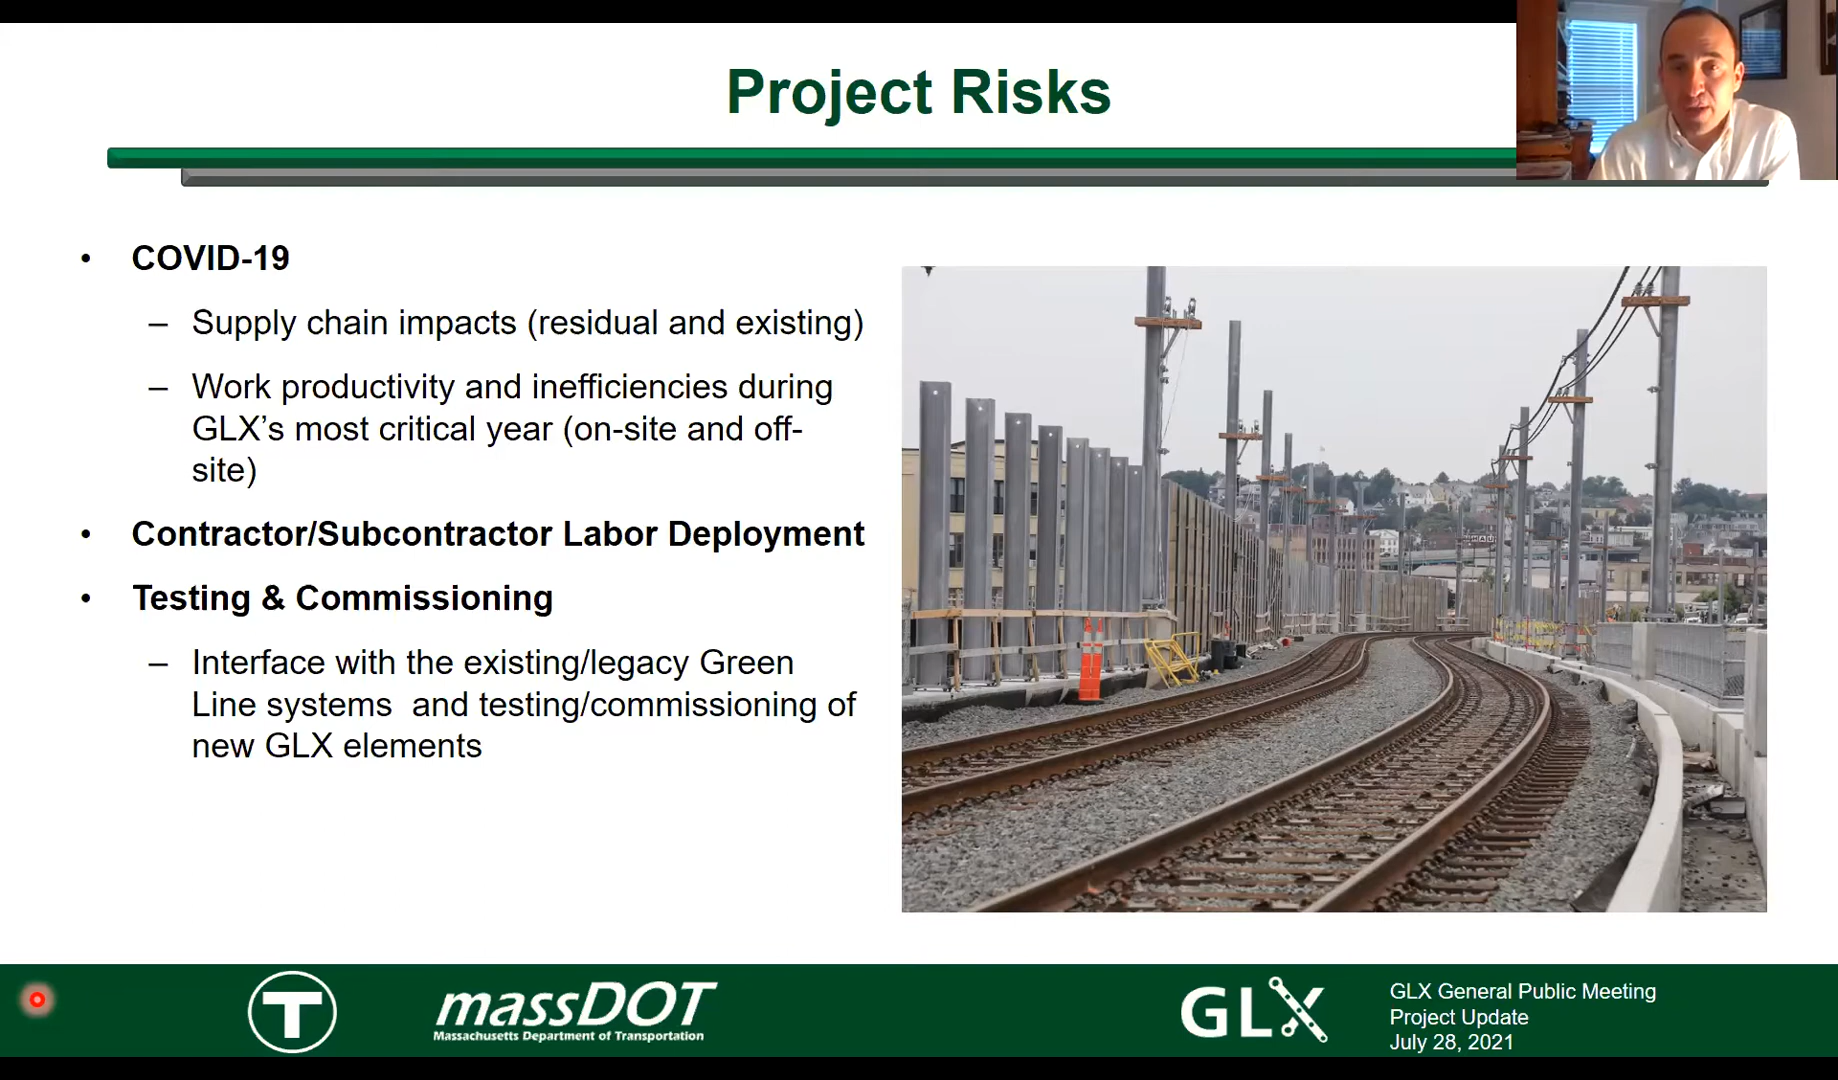 Project Risks
• COVID-19
– Supply chain impacts (residual and existing)
– Work productivity and inefficiencies during
GLX’s most critical year (on-site and off-
site)
• Contractor/Subcontractor Labor Deployment
• Testing & Commissioning
– Interface with the existing/legacy Green
Line systems and testing/commissioning of
new GLX elements
T
massDOT
Massachusetts Department of Transportation
GLX
GLX General Public Meeting
Project Update
July 28, 2021